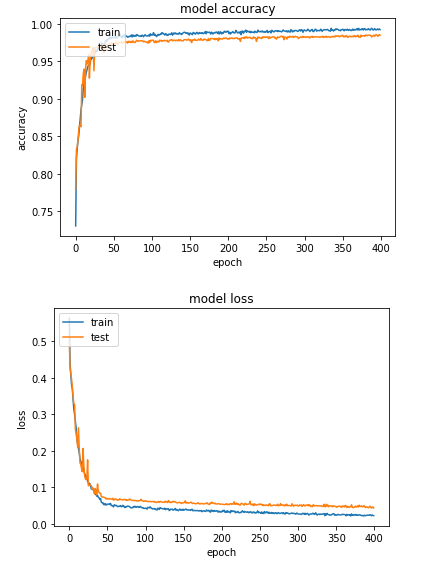 model accuracy
1.00
0.95
0.90
0.85
0.80
0.75
accuracy
train
test
0 50 100 150 200 250 300 350 400
epoch
model loss
0.5
0.4
0.3
0.2
0.1
0.0
loss
train
test
0 50 100 150 200 250 300 350 400
epoch